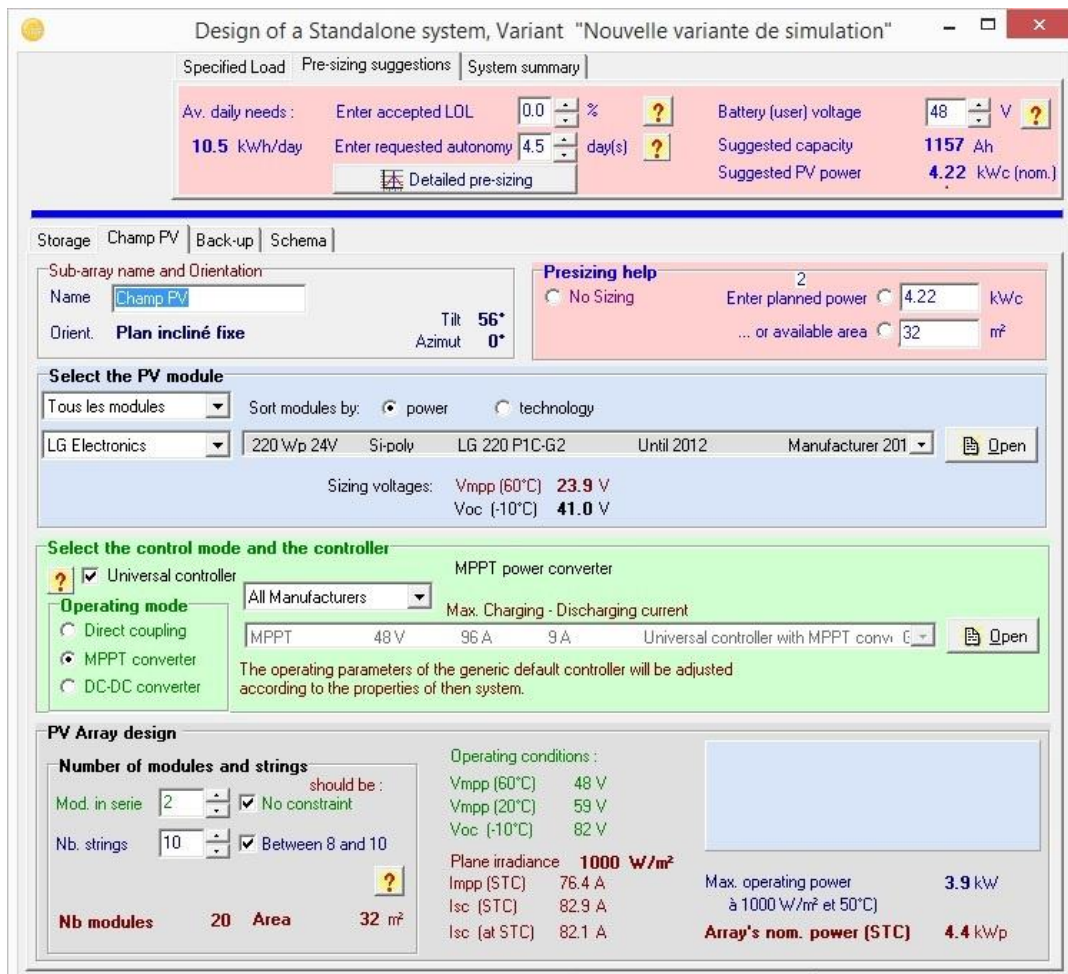 Design of a Standalone system, Variant "Nouvelle variante de simulation"
Specified Load Pre-sizing suggestions System summary
Av. daily needs : Enter accepted LOL 0.0 % ? Battery (user) voltage 48 V ?
10.5 kWh/day Enter requested autonomy 4.5 day(s) ? Suggested capacity 1157 Ah
Detailed pre-sizing Suggested PV power 4.22 kWc (nom.)
Storage Champ PV Back-up Schema
Sub-array name and Orientation
Name Champ PV
Orient. Plan incliné fixe
Tilt 56°
Azimut 0°
Presizing help
2
No Sizing Enter planned power 4.22 kWc
... or available area 32 m²
Select the PV module
Tous les modules Sort modules by: power technology
LG Electronics 220 Wp 24V Si-poly LG 220 P1C-G2 Until 2012 Manufacturer 201 Open
Sizing voltages: Vmpp (60°C) 23.9 V
Voc (-10°C) 41.0 V
Select the control mode and the controller
? Universal controller MPPT power converter
Operating mode All Manufacturers Max. Charging - Discharging current
Direct coupling MPPT 48 V 96 A 9 A Universal controller with MPPT conv Open
MPPT converter The operating parameters of the generic default controller will be adjusted
DC-DC converter according to the properties of then system.
PV Array design
Number of modules and strings
should be :
Mod. in serie 2 No constraint
Nb. strings 10 Between 8 and 10
?
Nb modules 20 Area 32 m²
Operating conditions :
Vmpp (60°C) 48 V
Vmpp (20°C) 59 V
Voc (-10°C) 82 V
Plane irradiance 1000 W/m²
Impp (STC) 76.4 A
Isc (STC) 82.9 A
Isc (at STC) 82.1 A
Max. operating power 3.9 kW
à 1000 W/m² et 50°C)
Array's nom. power (STC) 4.4 kWp